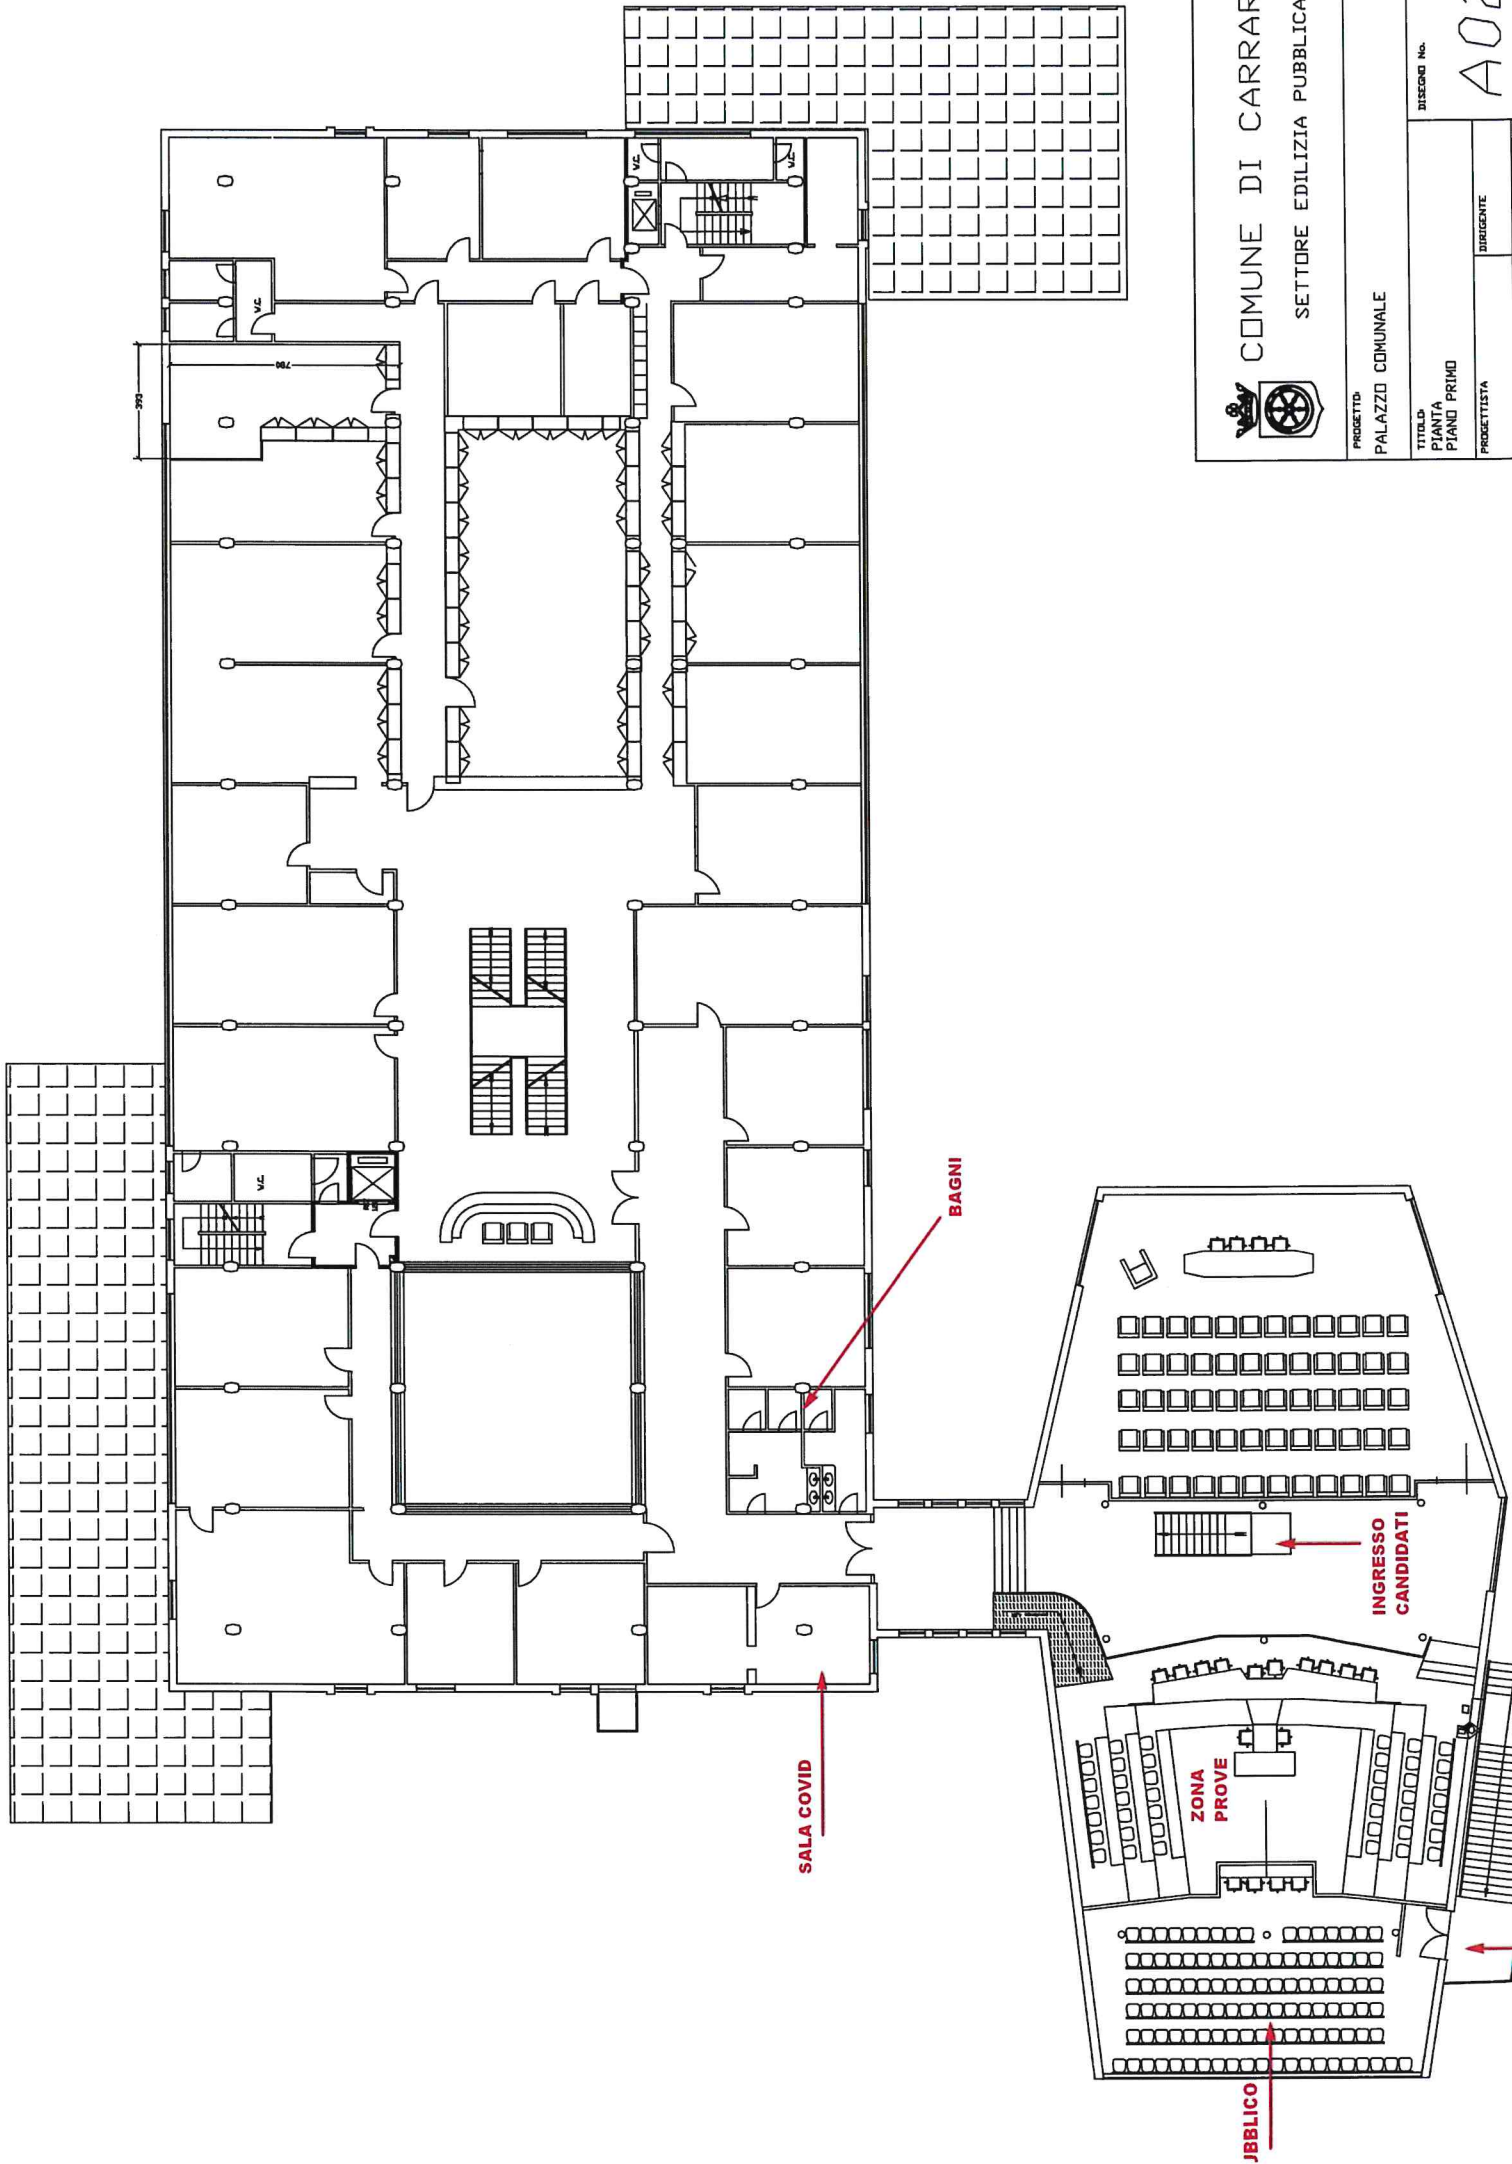 COMUNE DI CARRAR
SETTORE EDILIZIA PUBBLICA
PROGETTO:
PALAZZO COMUNALE
TITOLO:
PIANTA
PIANO PRIMO
DISEGNO No.
A02
PROGETTISTA
DIRIGENTE
393
780
V.C.
V.C.
V.C.
V.C.
BAGNI
SALA COVID
INGRESSO
CANDIDATI
ZONA
PROVE
JBBLICO